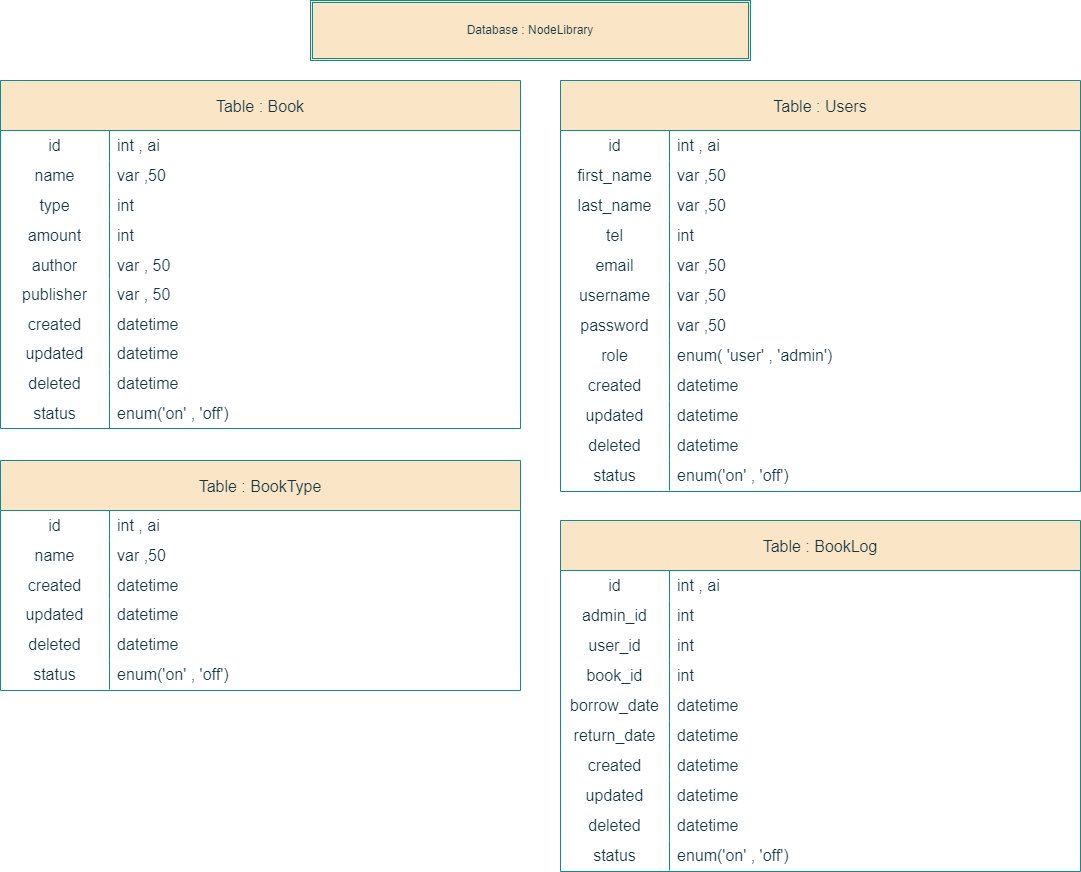 Database : NodeLibrary
Table : Book
id int , ai
name var ,50
type int
amount int
author var , 50
publisher var , 50
created datetime
updated datetime
deleted datetime
status enum('on' , 'off')
Table : BookType
id int , ai
name var ,50
created datetime
updated datetime
deleted datetime
status enum('on' , 'off')
Table : Users
id int , ai
first_name var ,50
last_name var ,50
tel int
email var ,50
username var ,50
password var ,50
role enum( 'user' , 'admin')
created datetime
updated datetime
deleted datetime
status enum('on' , 'off')
Table : BookLog
id int , ai
admin_id int
user_id int
book_id int
borrow_date datetime
return_date datetime
created datetime
updated datetime
deleted datetime
status enum('on' , 'off')